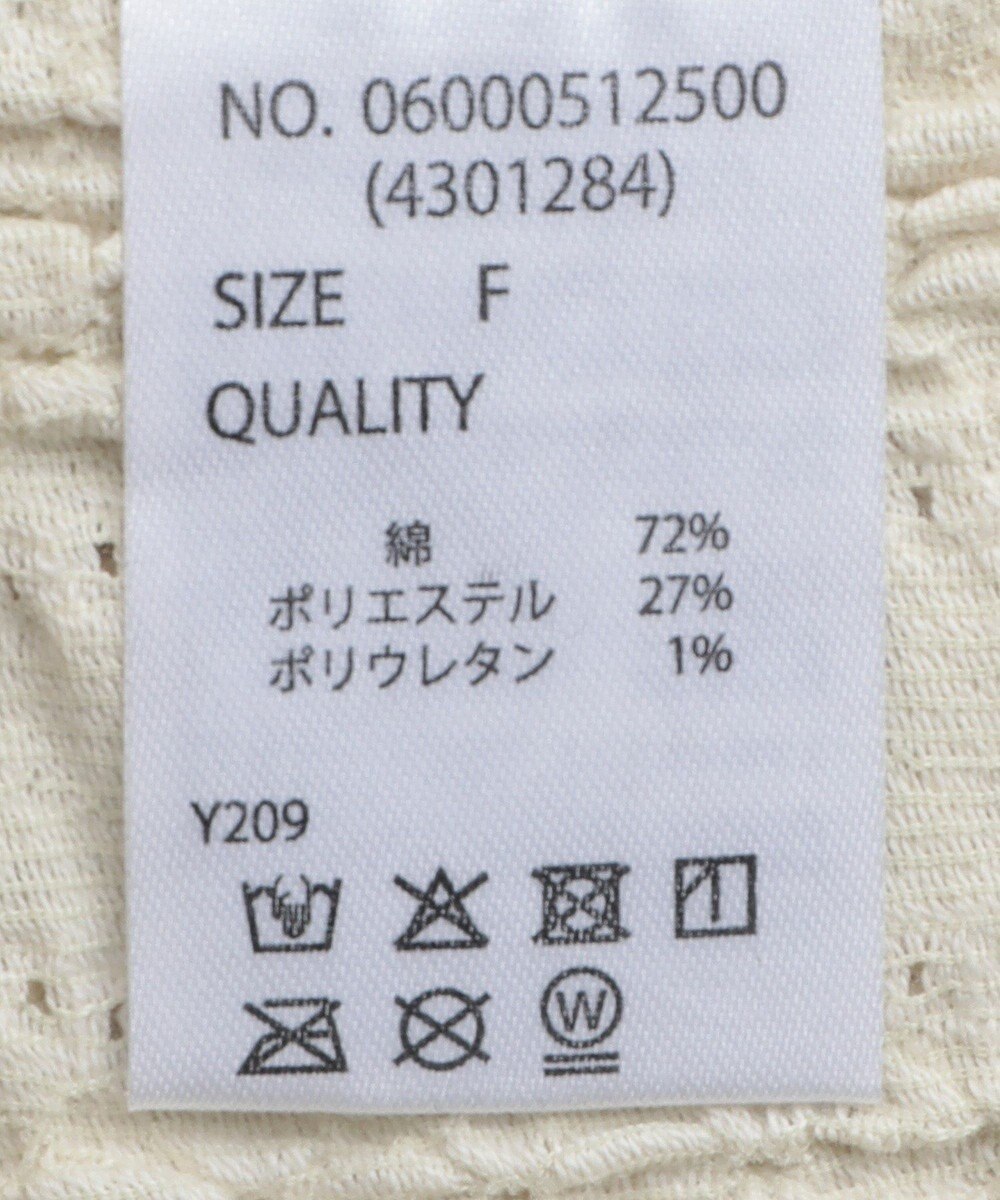 NO. 06000512500
(4301284)
SIZE F
QUALITY
綿 72%
ポリエステル 27%
ポリウレタン 1%
Y209
W